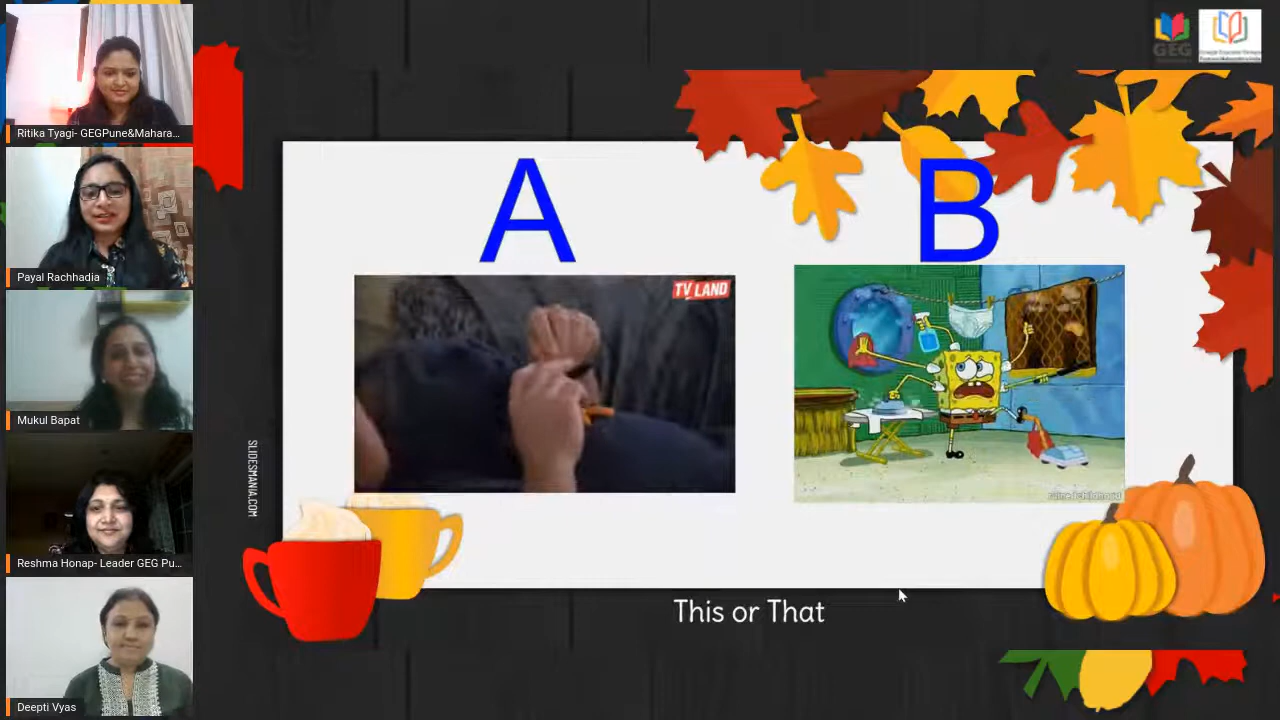 GEG
Ritika Tyagi- GEGPune&Mahara...
Payal Rachhadia
Mukul Bapat
Reshma Honap- Leader GEG Pu...
Deepti Vyas
A
B
TV LAND
SLIDESMANIA.COM
This or That